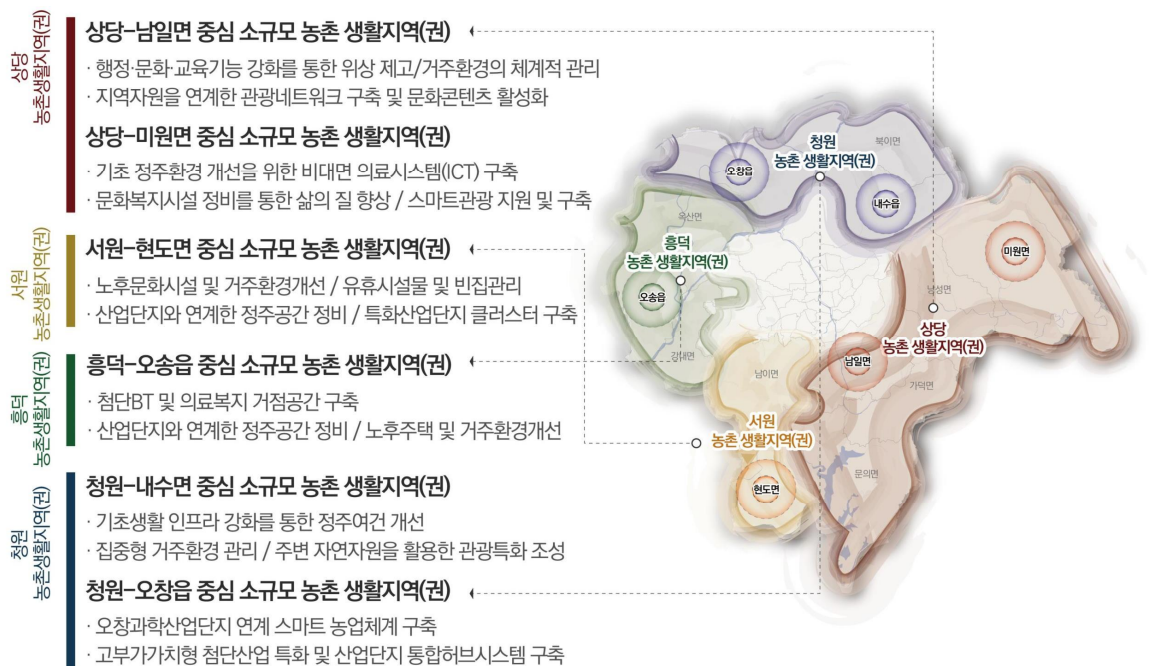 상당
농촌생활지역(권)
상당-남일면 중심 소규모 농촌 생활지역(권)
· 행정·문화·교육기능 강화를 통한 위상 제고/거주환경의 체계적 관리
· 지역자원을 연계한 관광네트워크 구축 및 문화콘텐츠 활성화
상당-미원면 중심 소규모 농촌 생활지역(권)
· 기초 정주환경 개선을 위한 비대면 의료시스템(ICT) 구축
· 문화복지시설 정비를 통한 삶의 질 향상 / 스마트관광 지원 및 구축
서원
농촌생활지역(권)
서원-현도면 중심 소규모 농촌 생활지역(권)
· 노후문화시설 및 거주환경개선 / 유휴시설물 및 빈집관리
· 산업단지와 연계한 정주공간 정비 / 특화산업단지 클러스터 구축
흥덕
농촌생활지역(권)
흥덕-오송읍 중심 소규모 농촌 생활지역(권)
· 첨단BT 및 의료복지 거점공간 구축
· 산업단지와 연계한 정주공간 정비 / 노후주택 및 거주환경개선
청원
농촌생활지역(권)
청원-내수면 중심 소규모 농촌 생활지역(권)
· 기초생활 인프라 강화를 통한 정주여건 개선
· 집중형 거주환경 관리 / 주변 자연자원을 활용한 관광특화 조성
청원-오창읍 중심 소규모 농촌 생활지역(권)
· 오창과학산업단지 연계 스마트 농업체계 구축
· 고부가가치형 첨단산업 특화 및 산업단지 통합허브시스템 구축
북이면
청원
농촌 생활지역(권)
오창읍
내수읍
옥산면
흥덕
농촌 생활지역(권)
미원면
오송읍
낭성면
상당
농촌 생활지역(권)
강내면
남일면
남이면
가덕면
서원
농촌 생활지역(권)
문의면
현도면